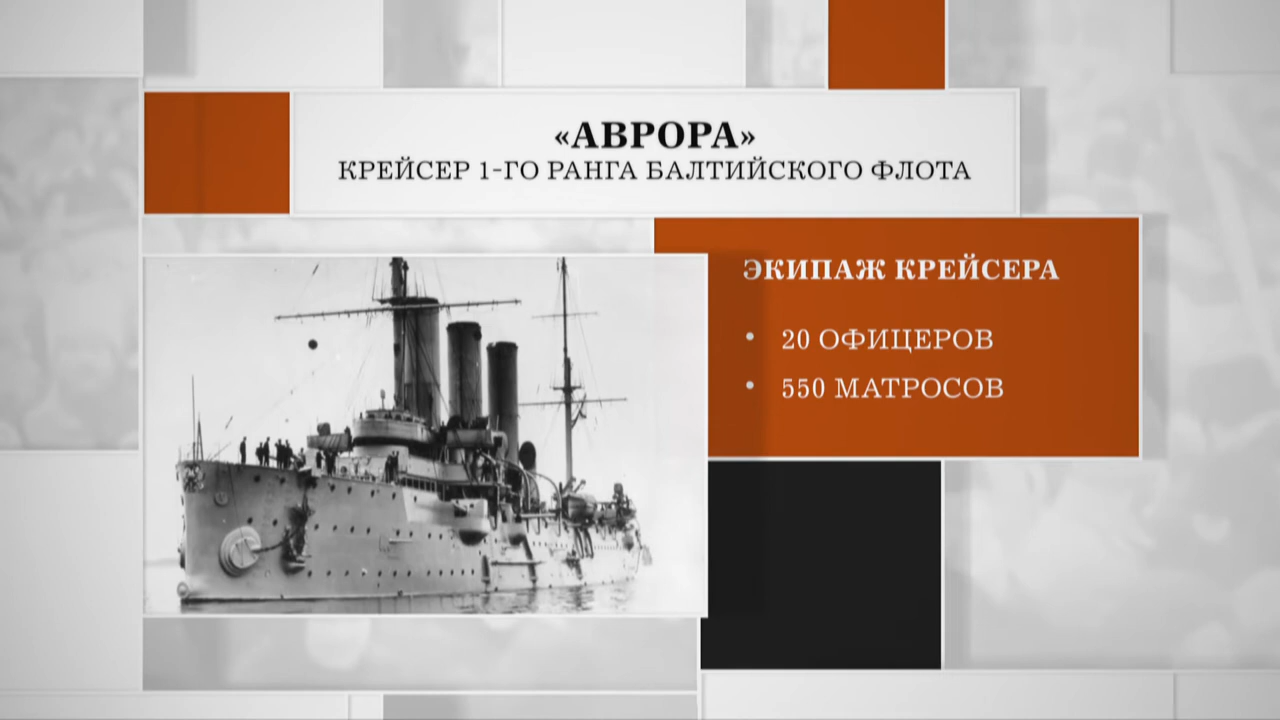 «АВРОРА»
КРЕЙСЕР 1-ГО РАНГА БАЛТИЙСКОГО ФЛОТА
ЭКИПАЖ КРЕЙСЕРА
• 20 ОФИЦЕРОВ
• 550 МАТРОСОВ